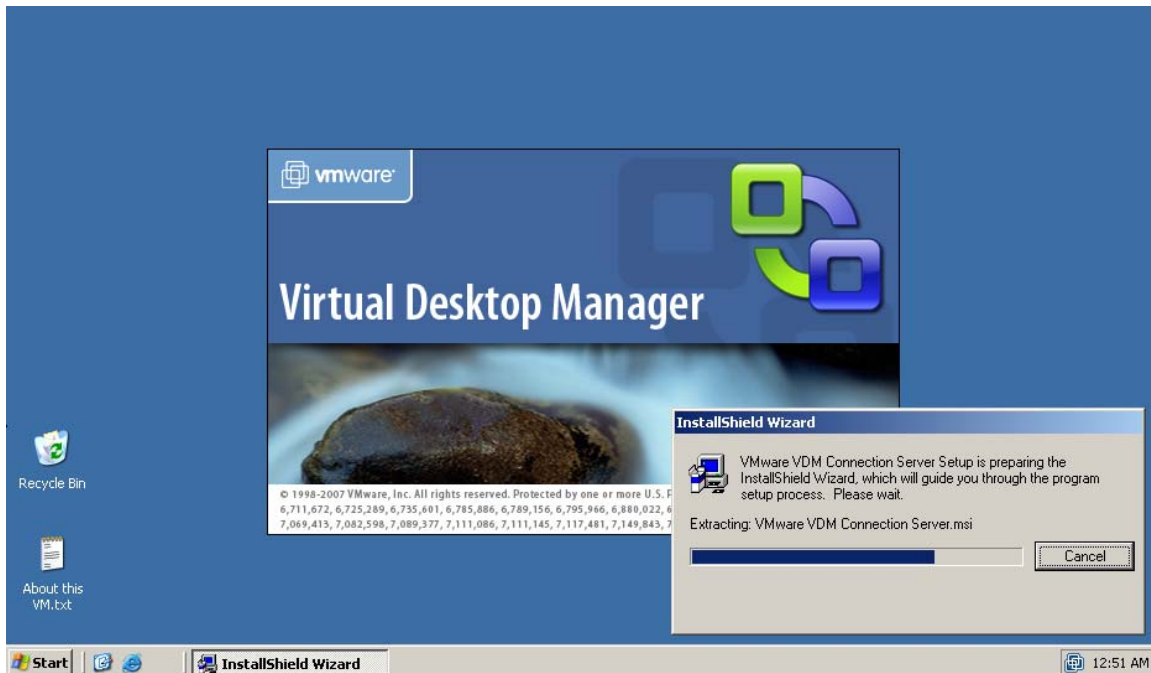 vmware
Virtual Desktop Manager
© 1998-2007 VMware, Inc. All rights reserved. Protected by one or more U.S.
6,711,672, 6,725,289, 6,735,601, 6,785,886, 6,789,156, 6,795,966, 6,880,022,
7,069,413, 7,082,598, 7,089,377, 7,111,086, 7,111,145, 7,117,481, 7,149,843,
InstallShield Wizard
VMware VDM Connection Server Setup is preparing the
InstallShield Wizard, which will guide you through the program
setup process. Please wait.
Extracting: VMware VDM Connection Server.msi
Cancel
Recycle Bin
About this
VM.txt
Start
InstallShield Wizard
12:51 AM